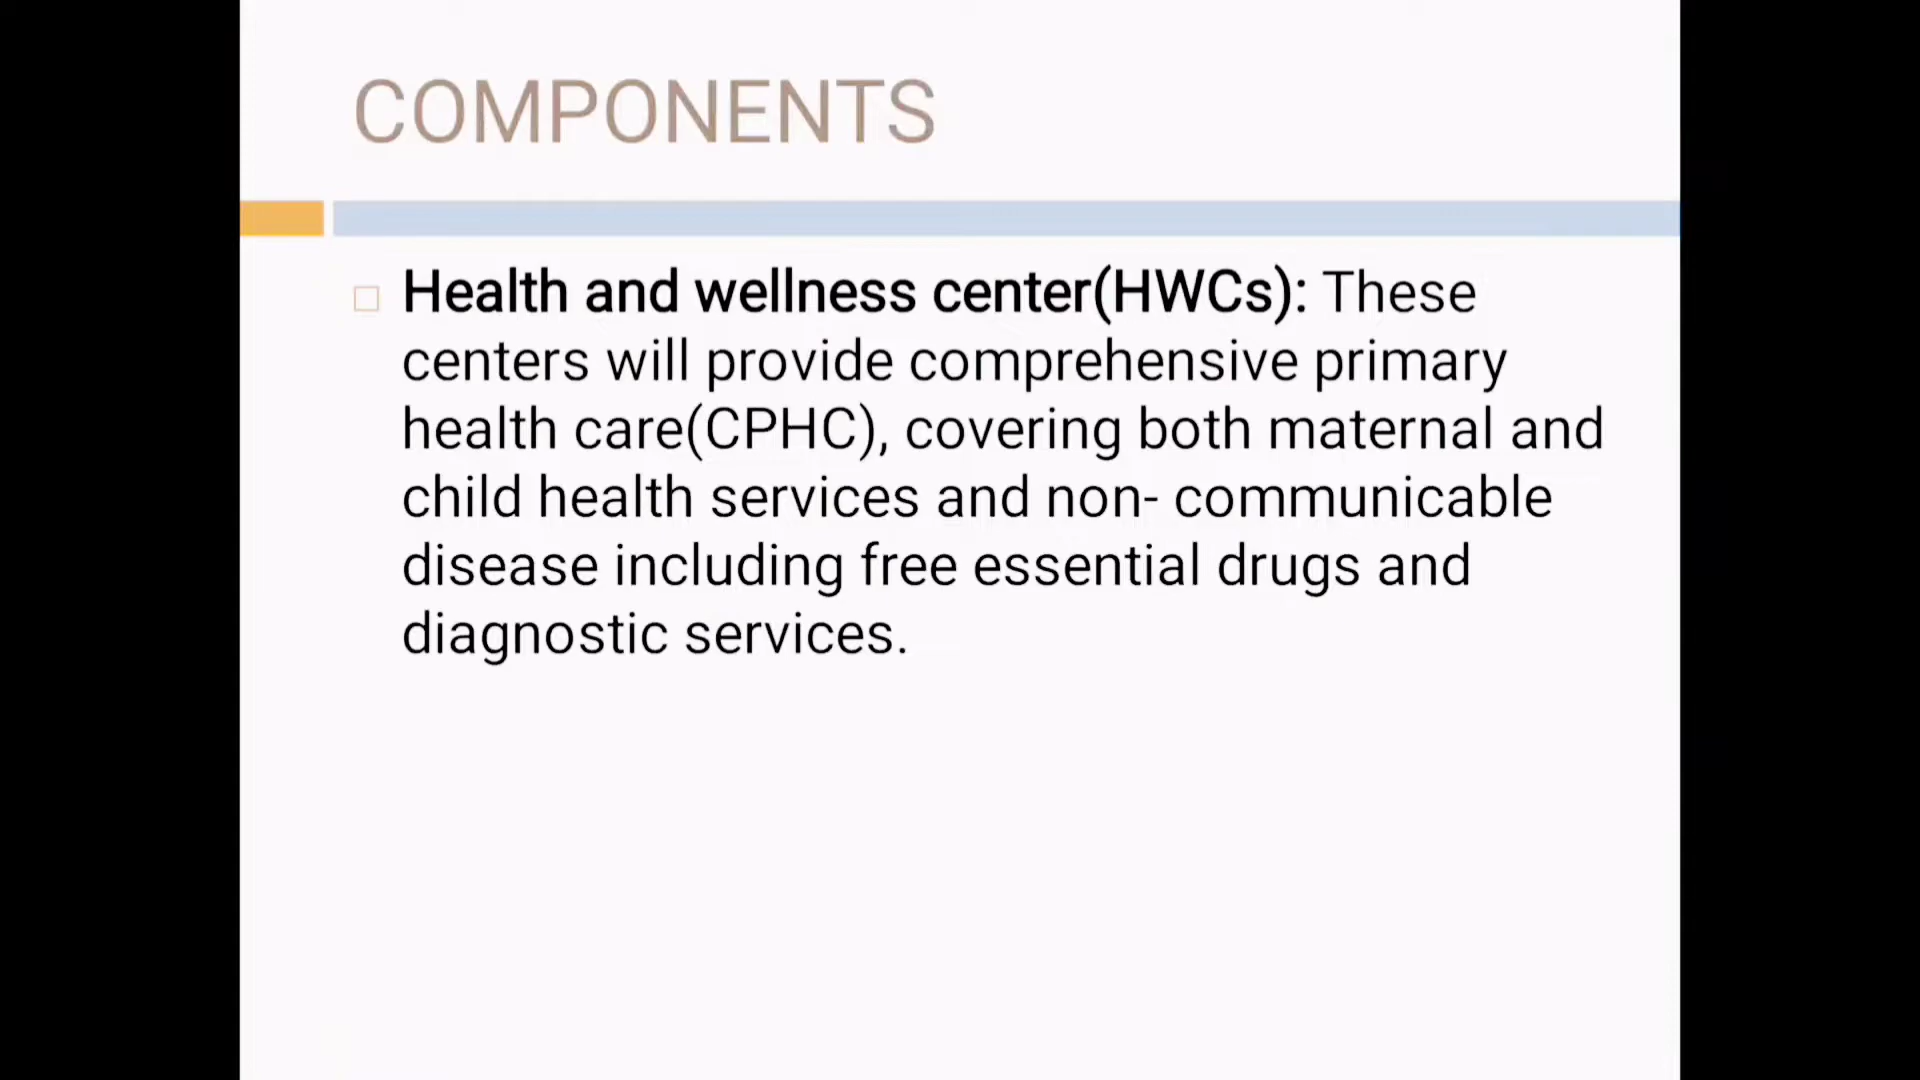 COMPONENTS
Health and wellness center(HWCs): These
centers will provide comprehensive primary
health care(CPHC), covering both maternal and
child health services and non- communicable
disease including free essential drugs and
diagnostic services.